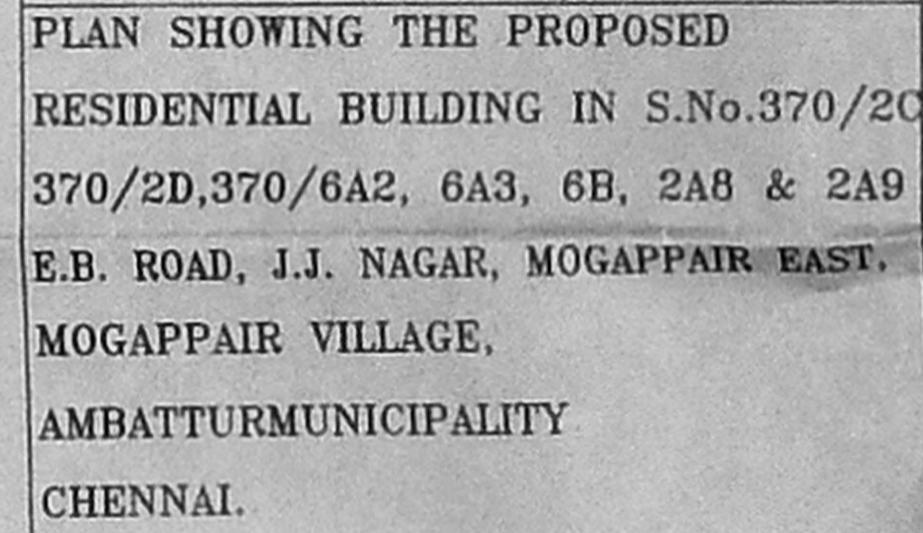 PLAN SHOWING THE PROPOSED
RESIDENTIAL BUILDING IN S.No.370/2C
370/2D,370/6A2, 6A3, 6B, 2A8 & 2A9
E.B. ROAD, J.J. NAGAR, MOGAPPAIR EAST.
MOGAPPAIR VILLAGE,
AMBATTURMUNICIPALITY
CHENNAI.